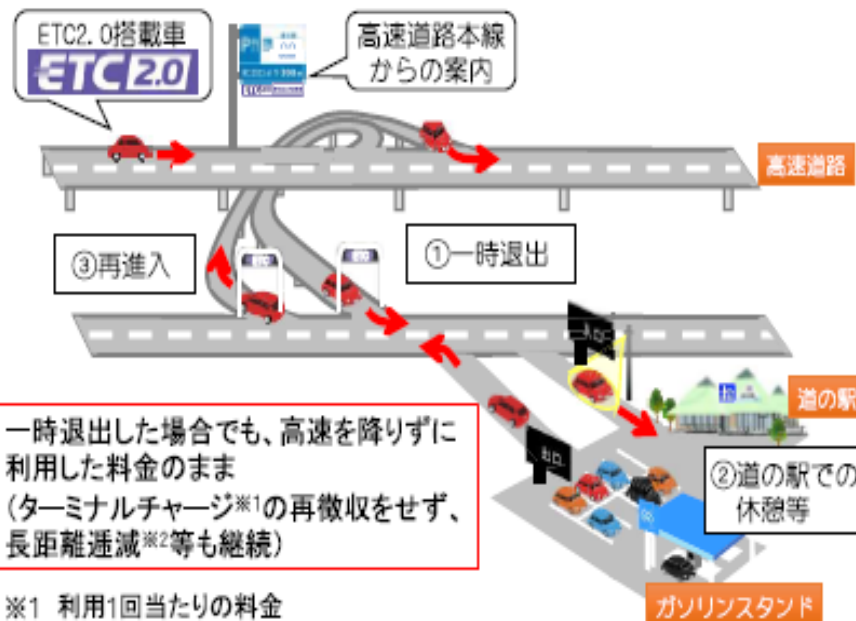 ETC2.0搭載車
ETC 2.0
高速道路本線
からの案内
高速道路
③再進入
①一時退出
ETC
ETC
入口
道の駅
一時退出した場合でも、高速を降りずに
利用した料金のまま
(ターミナルチャージ※1の再徴収をせず、
長距離逓減※2等も継続)
出口
②道の駅での
休憩等
※1 利用1回当たりの料金
ガソリンスタンド